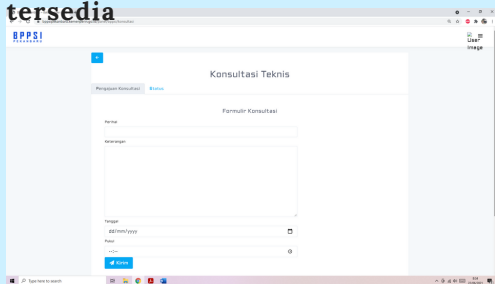 tersedia
BPPSI
User
Image
+
Konsultasi Teknis
Pengajuan Konsultasi Status
Formulir Konsultasi
Perihal
Keterangan
Tanggal
dd/mm/yyyy
Pukul
--:--
Kirim
Type here to search